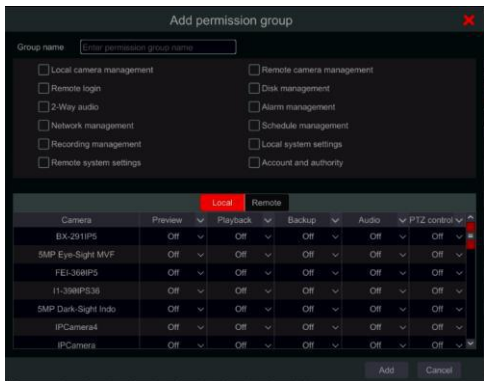 Add permission group
Group name Enter permission group name
Local camera management Remote camera management
Remote login Disk management
2-Way audio Alarm management
Network management Schedule management
Recording management Local system settings
Remote system settings Account and authority
Local Remote
Camera Preview Playback Backup Audio PTZ control
BX-291IP5 Off Off Off Off Off
5MP Eye-Sight MVF Off Off Off Off Off
FEI-360IP5 Off Off Off Off Off
I1-390IPS36 Off Off Off Off Off
5MP Dark-Sight Indo Off Off Off Off Off
IPCamera4 Off Off Off Off Off
IPCamera Off Off Off Off Off
Add Cancel